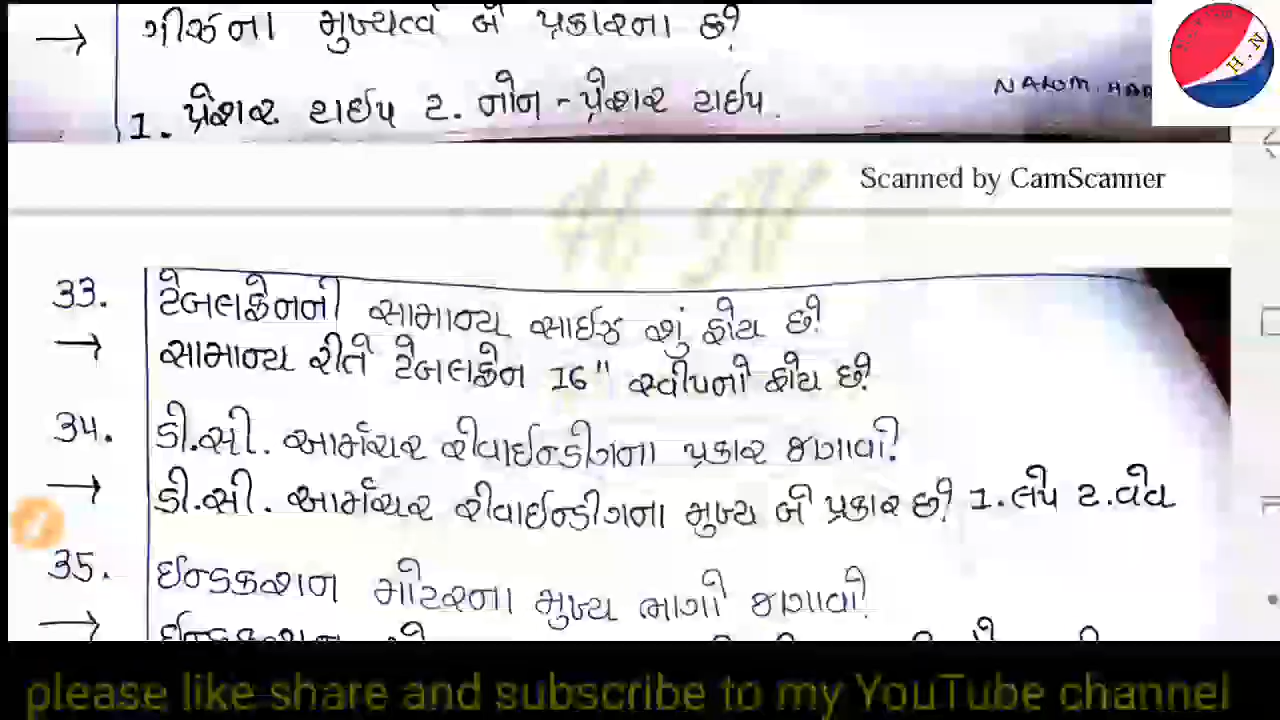 → ગીઝના મુખ્યત્વે બે પ્રકારના છે
1. પ્રેશર ટાઈપ 2. નોન - પ્રેશર ટાઈપ.
H.N
Scanned by CamScanner
33. ટેબલફેનની સામાન્ય સાઈઝ શું હોય છે
→ સામાન્ય રીતે ટેબલફેન 16" સ્વીપનો હોય છે
34. ડી.સી. આર્મેચર રીવાઈન્ડીંગના પ્રકાર જણાવો?
→ ડી.સી. આર્મેચર રીવાઈન્ડીંગના મુખ્ય બે પ્રકાર છે 1. લેપ 2. વેવ
35. ઈન્ડકશન મોટરના મુખ્ય ભાગો જણાવો?
→
please like share and subscribe to my YouTube channel